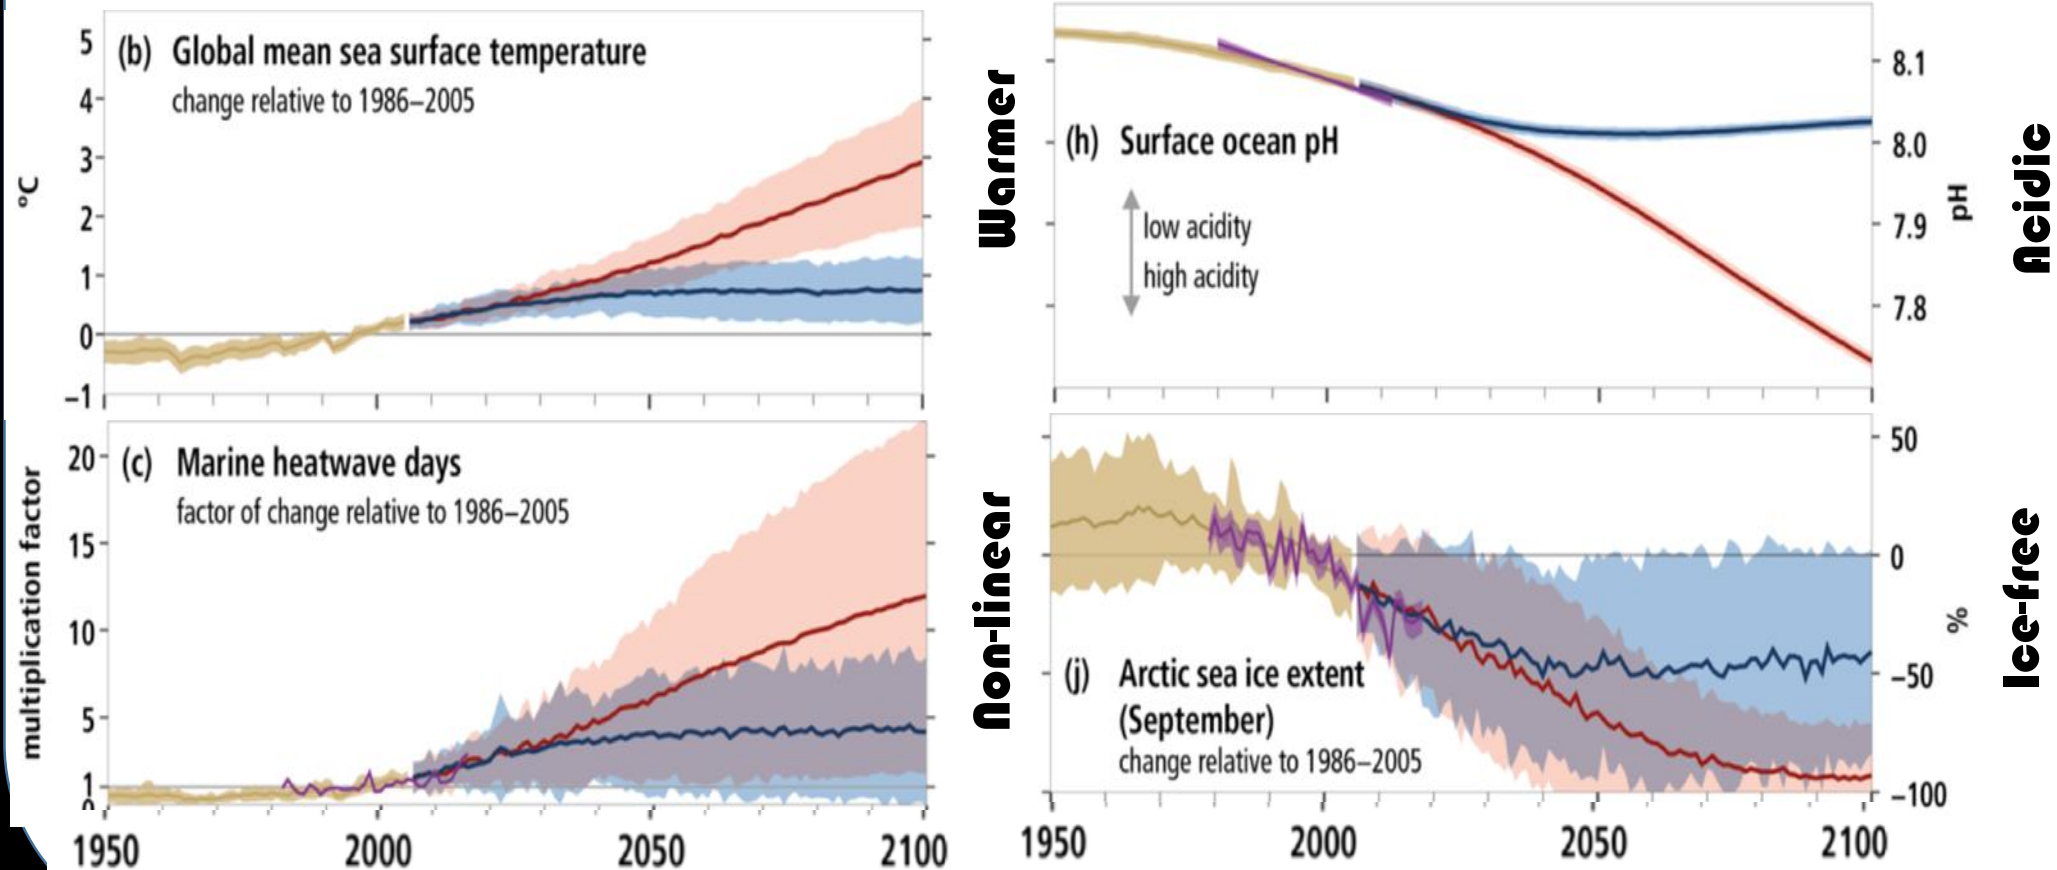 (b) Global mean sea surface temperature
change relative to 1986–2005
°C
5
4
3
2
1
0
–1
Warmer
(h) Surface ocean pH
low acidity
high acidity
8.1
8.0
7.9
7.8
pH
Acidic
(c) Marine heatwave days
factor of change relative to 1986–2005
multiplication factor
20
15
10
5
1
0
1950 2000 2050 2100
Non-linear
(j) Arctic sea ice extent
(September)
change relative to 1986–2005
50
0
–50
–100
%
Ice-free
1950 2000 2050 2100